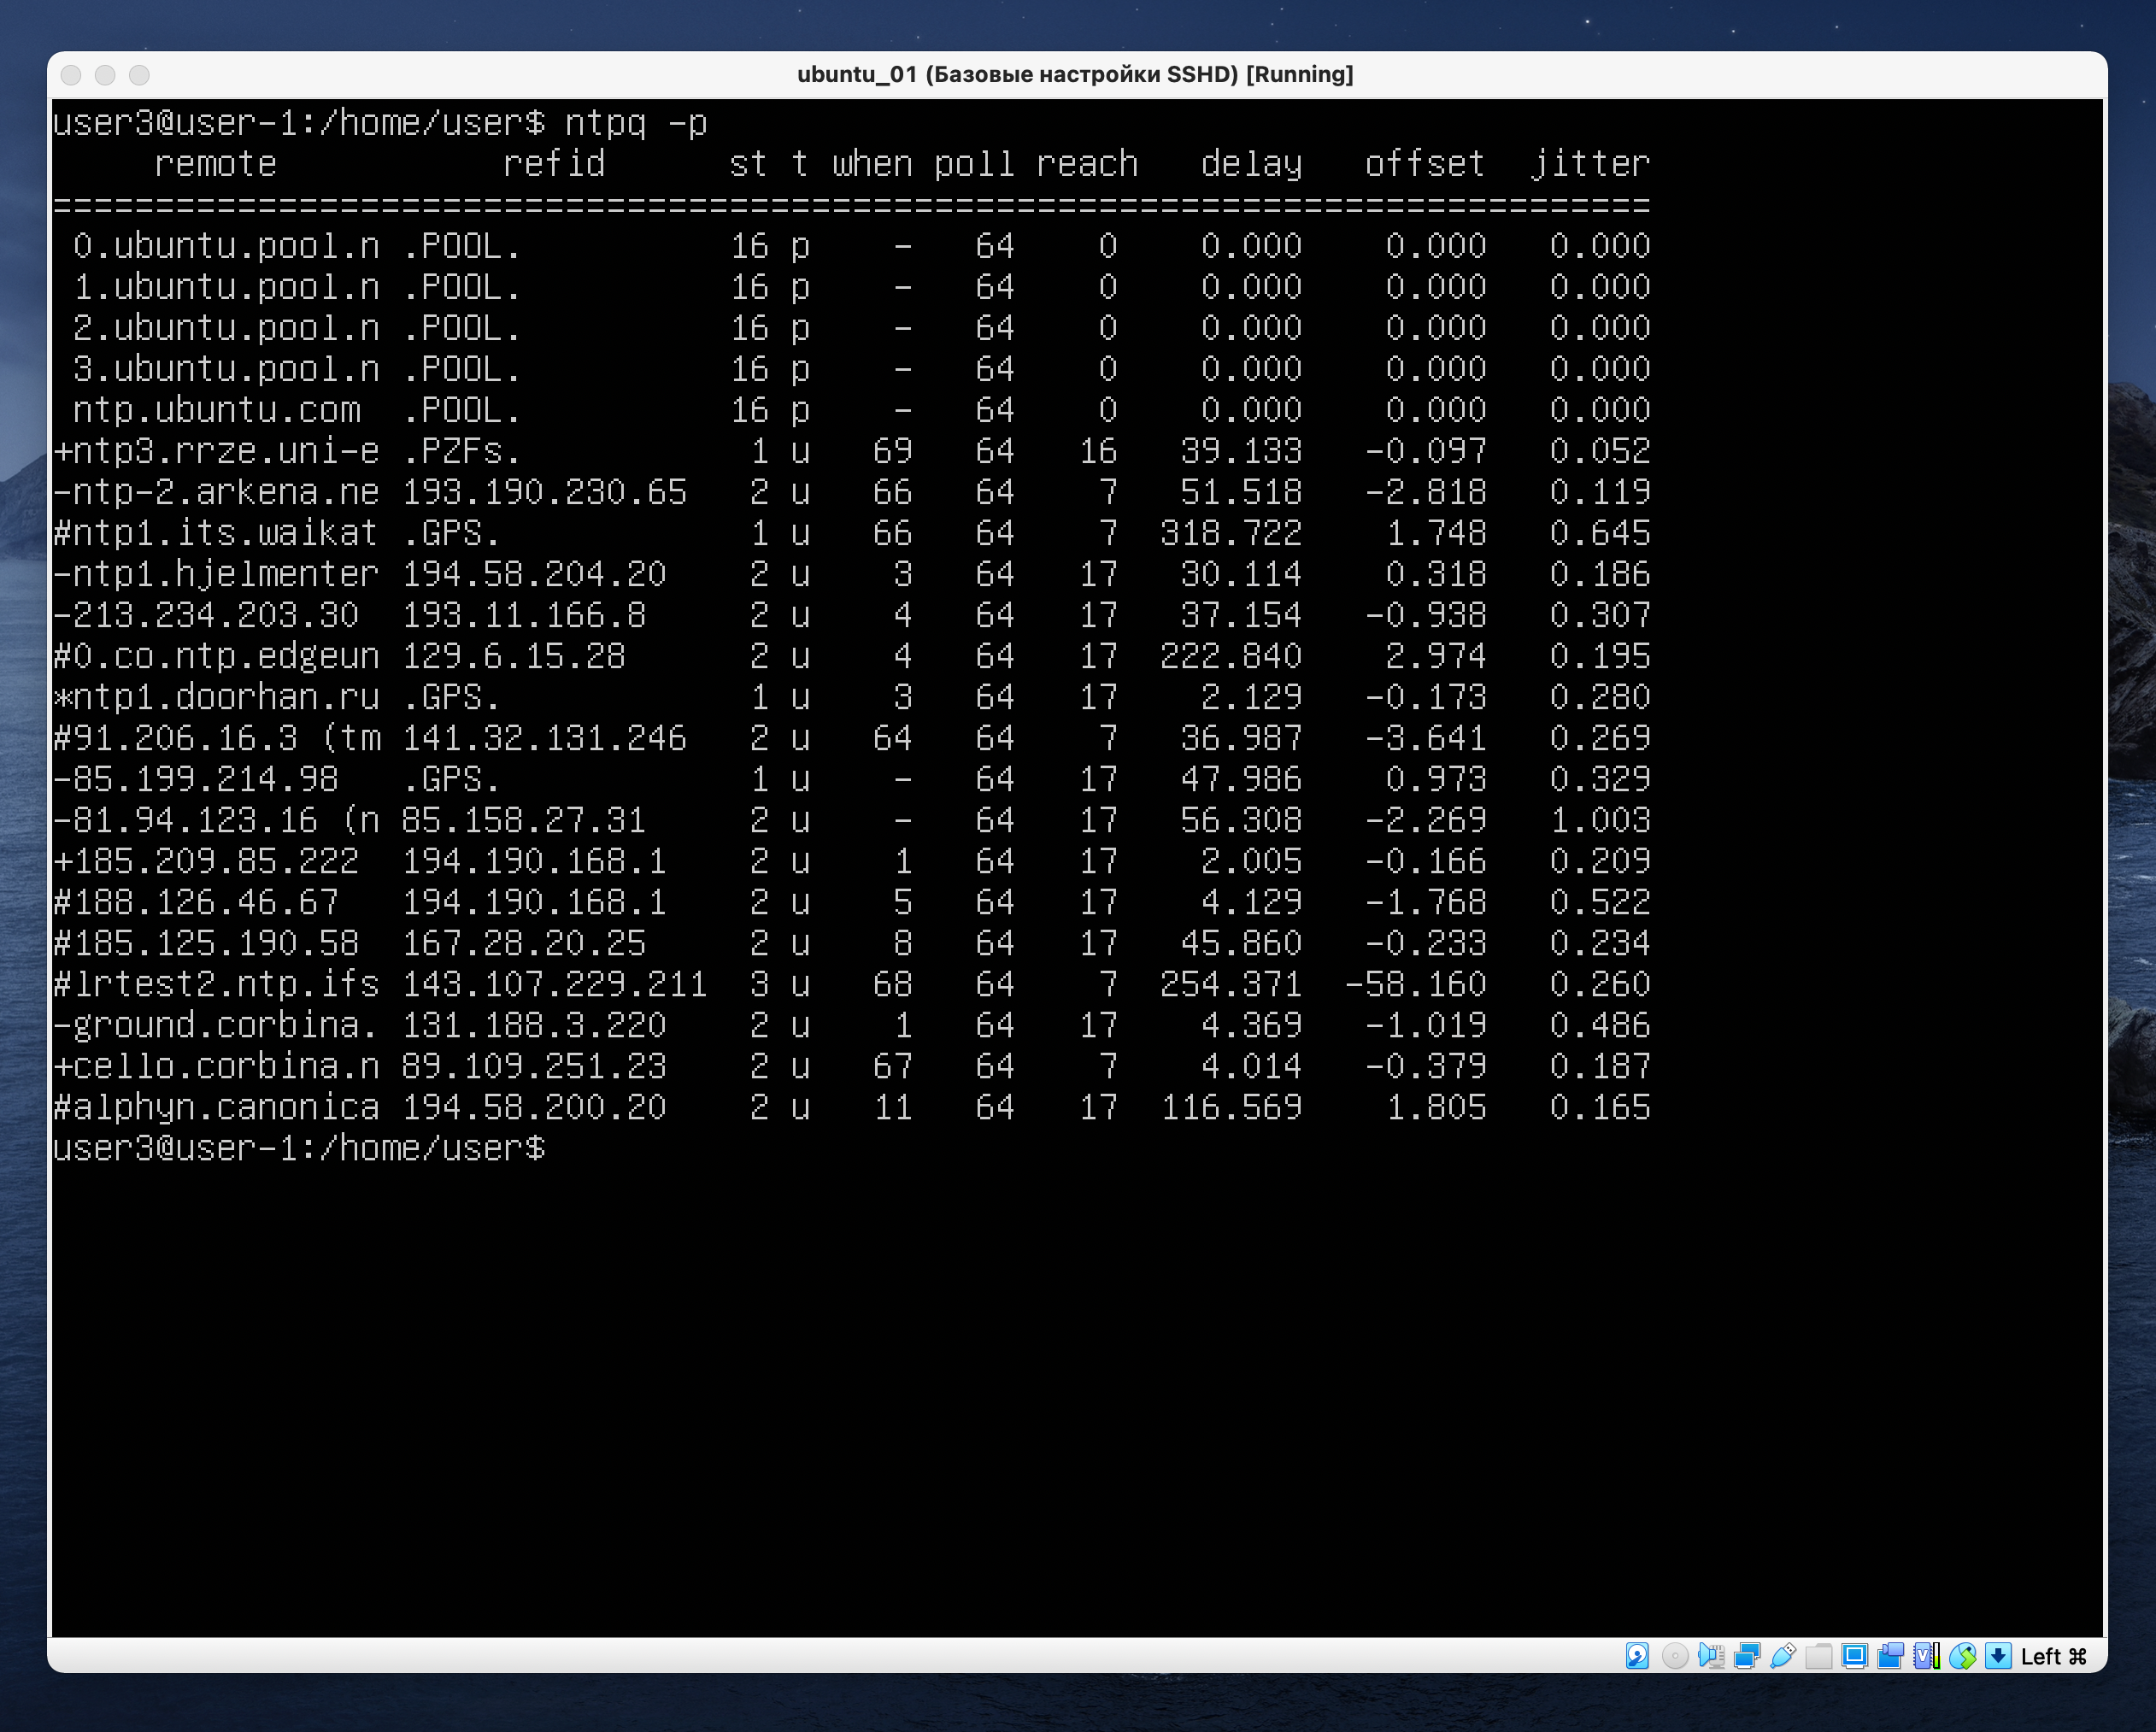 ubuntu_01 (Базовые настройки SSHD) [Running]
user3@user-1:/home/user$ ntpq -p
     remote           refid      st t when poll reach   delay   offset  jitter
==============================================================================
 0.ubuntu.pool.n .POOL.          16 p    -   64    0    0.000    0.000   0.000
 1.ubuntu.pool.n .POOL.          16 p    -   64    0    0.000    0.000   0.000
 2.ubuntu.pool.n .POOL.          16 p    -   64    0    0.000    0.000   0.000
 3.ubuntu.pool.n .POOL.          16 p    -   64    0    0.000    0.000   0.000
 ntp.ubuntu.com  .POOL.          16 p    -   64    0    0.000    0.000   0.000
+ntp3.rrze.uni-e .PZFs.           1 u   69   64   16   39.133   -0.097   0.052
-ntp-2.arkena.ne 193.190.230.65   2 u   66   64    7   51.518   -2.818   0.119
#ntp1.its.waikat .GPS.            1 u   66   64    7  318.722    1.748   0.645
-ntp1.hjelmenter 194.58.204.20    2 u    3   64   17   30.114    0.318   0.186
-213.234.203.30  193.11.166.8     2 u    4   64   17   37.154   -0.938   0.307
#0.co.ntp.edgeun 129.6.15.28      2 u    4   64   17  222.840    2.974   0.195
*ntp1.doorhan.ru .GPS.            1 u    3   64   17    2.129   -0.173   0.280
#91.206.16.3 (tm 141.32.131.246   2 u   64   64    7   36.987   -3.641   0.269
-85.199.214.98   .GPS.            1 u    -   64   17   47.986    0.973   0.329
-81.94.123.16 (n 85.158.27.31     2 u    -   64   17   56.308   -2.269   1.003
+185.209.85.222  194.190.168.1    2 u    1   64   17    2.005   -0.166   0.209
#188.126.46.67   194.190.168.1    2 u    5   64   17    4.129   -1.768   0.522
#185.125.190.58  167.28.20.25     2 u    8   64   17   45.860   -0.233   0.234
#lrtest2.ntp.ifs 143.107.229.211  3 u   68   64    7  254.371  -58.160   0.260
-ground.corbina. 131.188.3.220    2 u    1   64   17    4.369   -1.019   0.486
+cello.corbina.n 89.109.251.23    2 u   67   64    7    4.014   -0.379   0.187
#alphyn.canonica 194.58.200.20    2 u   11   64   17  116.569    1.805   0.165
user3@user-1:/home/user$
Left ⌘